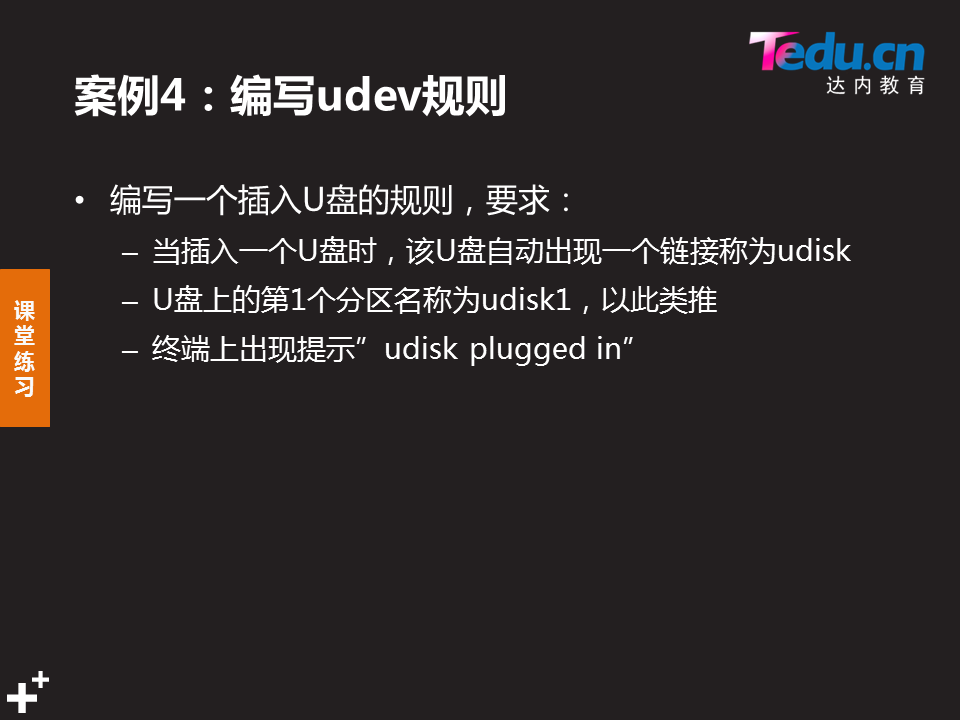 Tedu.cn
达内教育
案例4：编写udev规则
• 编写一个插入U盘的规则，要求：
– 当插入一个U盘时，该U盘自动出现一个链接称为udisk
– U盘上的第1个分区名称为udisk1，以此类推
– 终端上出现提示”udisk plugged in”
课堂练习